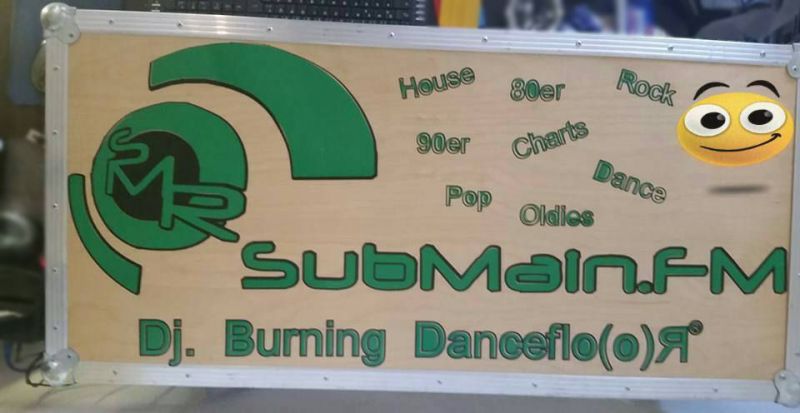 House 80er Rock
90er Charts
Dance
Pop Oldies
SMR
SubMain.FM
Dj. Burning Danceflo(o)Я®